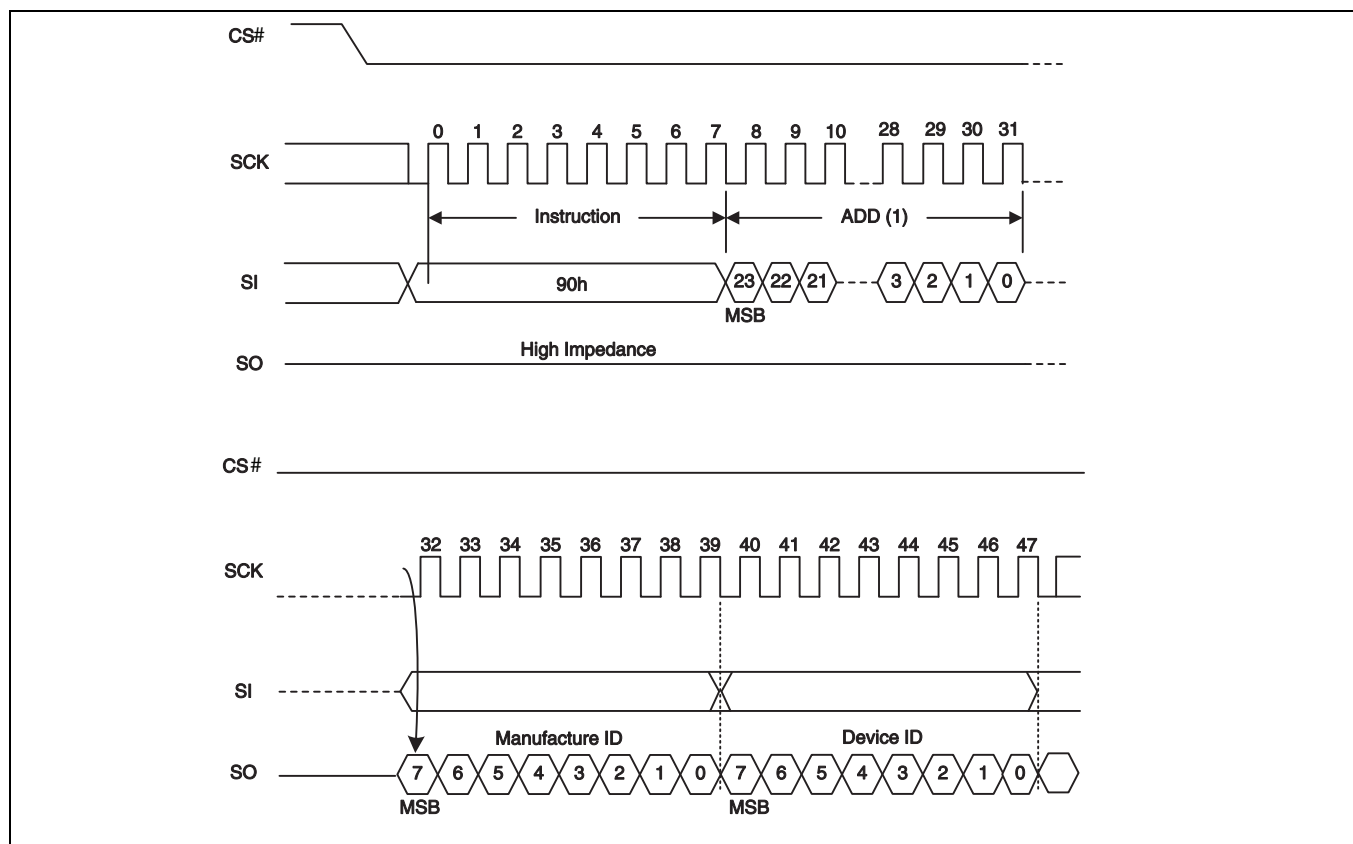 CS#
0 1 2 3 4 5 6 7 8 9 10 28 29 30 31
SCK
Instruction ADD (1)
SI 90h 23 22 21 3 2 1 0
MSB
High Impedance
SO
CS#
32 33 34 35 36 37 38 39 40 41 42 43 44 45 46 47
SCK
SI
Manufacture ID Device ID
SO 7 6 5 4 3 2 1 0 7 6 5 4 3 2 1 0
MSB MSB